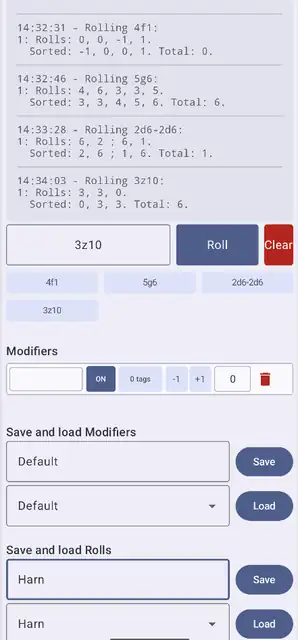 14:32:31 - Rolling 4f1:
1: Rolls: 0, 0, -1, 1.
Sorted: -1, 0, 0, 1. Total: 0.
14:32:46 - Rolling 5g6:
1: Rolls: 4, 6, 3, 3, 5.
Sorted: 3, 3, 4, 5, 6. Total: 6.
14:33:28 - Rolling 2d6-2d6:
1: Rolls: 6, 2 ; 6, 1.
Sorted: 2, 6 ; 1, 6. Total: 1.
14:34:03 - Rolling 3z10:
1: Rolls: 3, 3, 0.
Sorted: 0, 3, 3. Total: 6.
3z10 Roll Clear
4f1 5g6 2d6-2d6
3z10
Modifiers
ON 0 tags -1 +1 0
Save and load Modifiers
Default Save
Default Load
Save and load Rolls
Harn Save
Harn Load